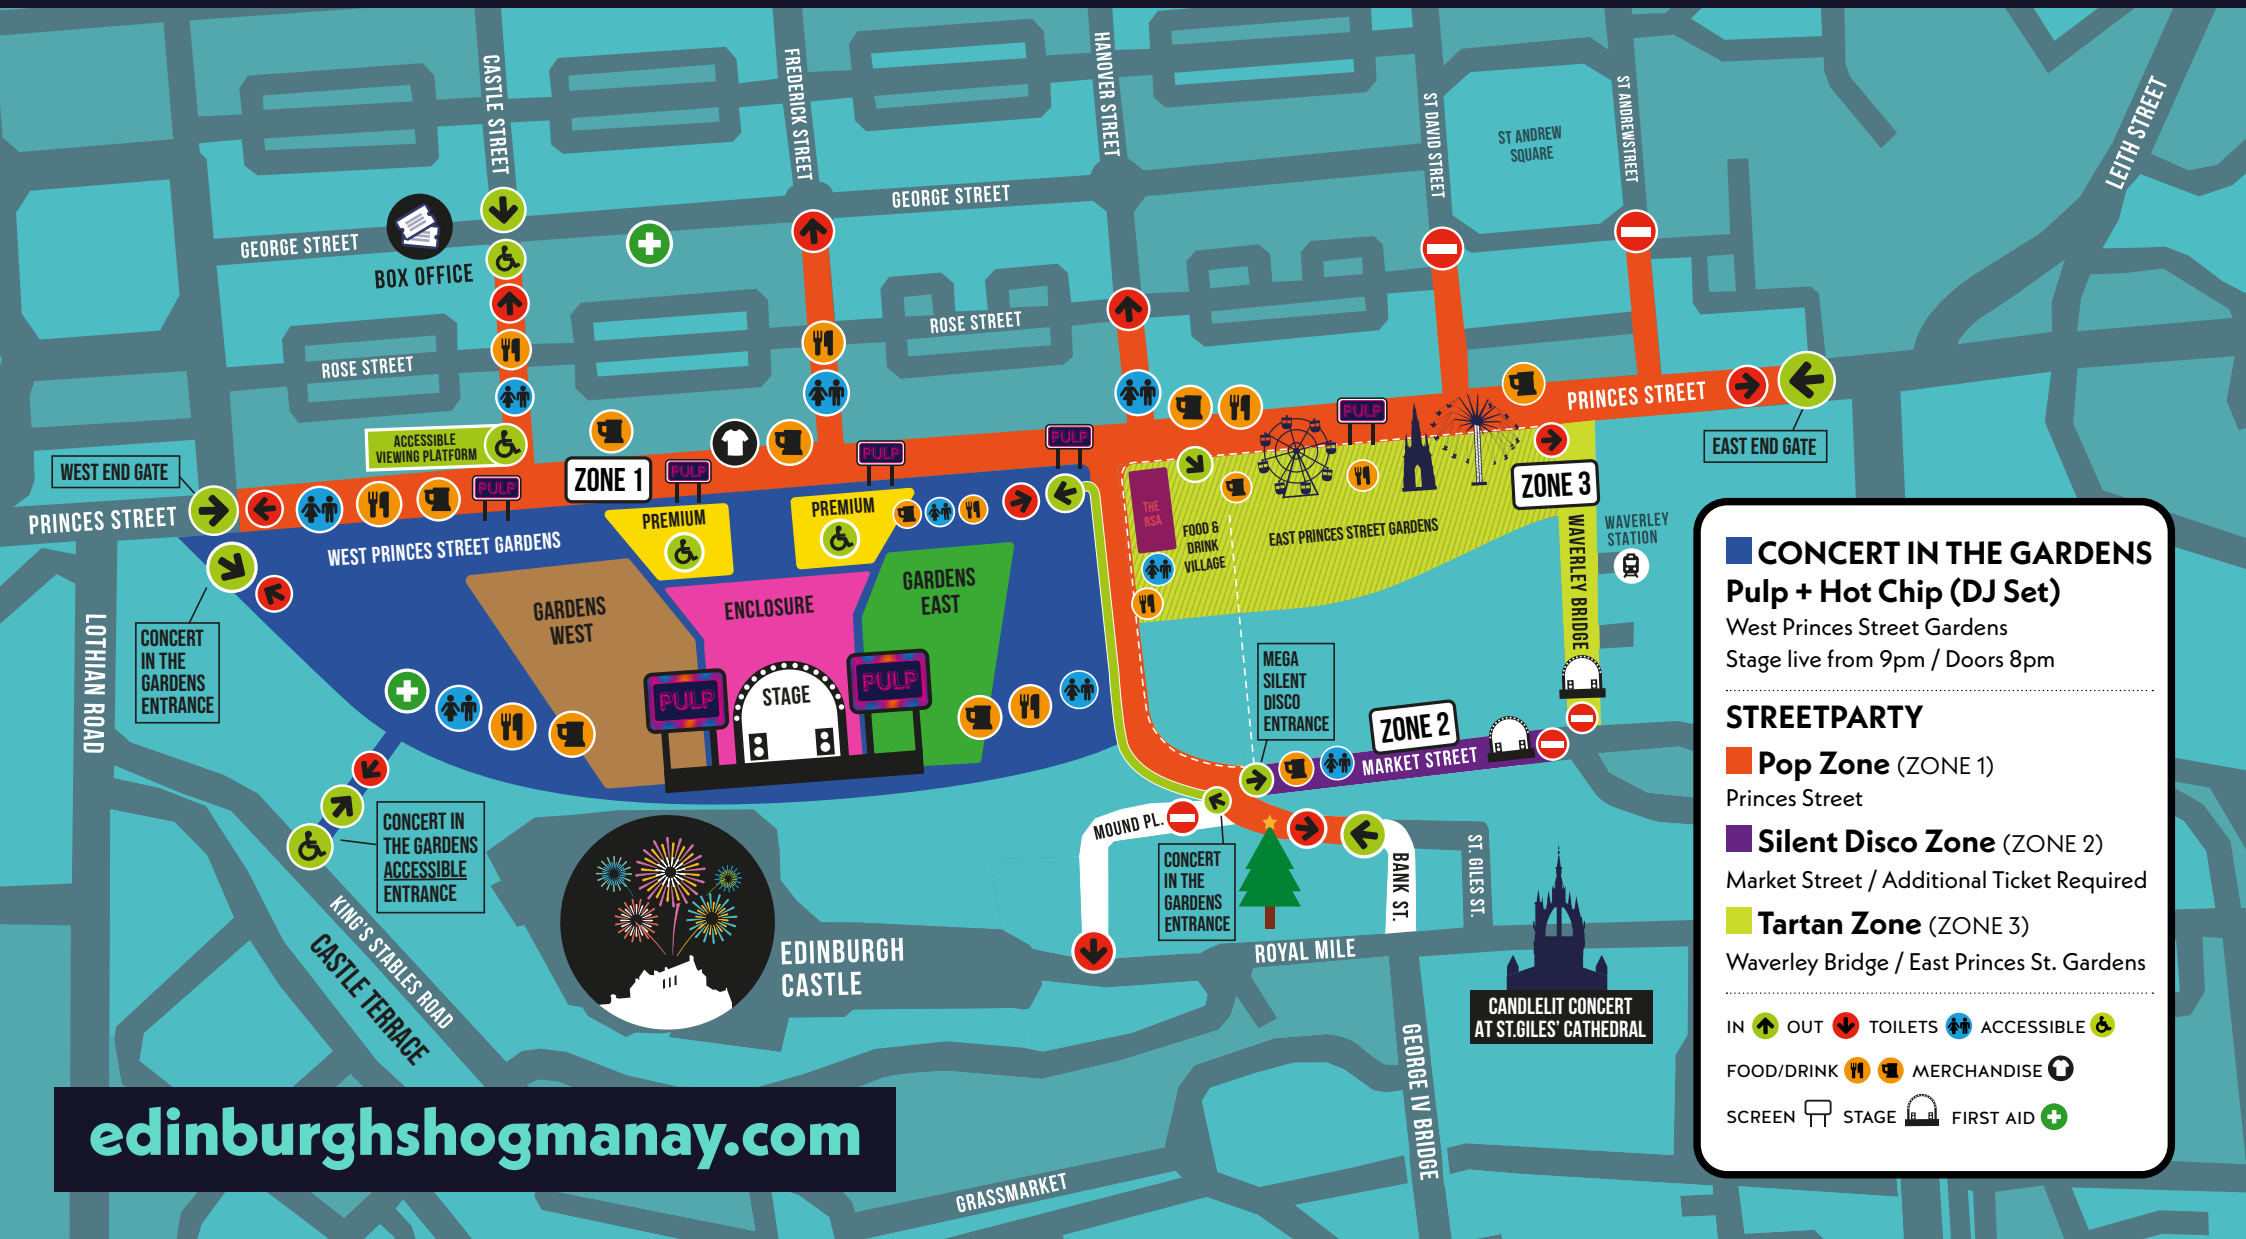 CASTLE STREET
FREDERICK STREET
HANOVER STREET
ST DAVID STREET
ST ANDREW
SQUARE
ST ANDREWSTREET
LEITH STREET
GEORGE STREET
GEORGE STREET
BOX OFFICE
ROSE STREET
ROSE STREET
PRINCES STREET
EAST END GATE
ACCESSIBLE
VIEWING PLATFORM
WEST END GATE
PRINCES STREET
ZONE 1
PULP
PULP
PULP
PULP
PULP
ZONE 3
WEST PRINCES STREET GARDENS
PREMIUM
PREMIUM
THE
RSA
FOOD &
DRINK
VILLAGE
EAST PRINCES STREET GARDENS
WAVERLEY BRIDGE
WAVERLEY
STATION
GARDENS
WEST
ENCLOSURE
GARDENS
EAST
PULP
STAGE
PULP
LOTHIAN ROAD
CONCERT
IN THE
GARDENS
ENTRANCE
MEGA
SILENT
DISCO
ENTRANCE
ZONE 2
MARKET STREET
CONCERT IN
THE GARDENS
ACCESSIBLE
ENTRANCE
MOUND PL.
CONCERT
IN THE
GARDENS
ENTRANCE
BANK ST.
ST. GILES ST.
ROYAL MILE
KING'S STABLES ROAD
CASTLE TERRACE
EDINBURGH
CASTLE
CANDLELIT CONCERT
AT ST.GILES' CATHEDRAL
GEORGE IV BRIDGE
GRASSMARKET
edinburghshogmanay.com
CONCERT IN THE GARDENS
Pulp + Hot Chip (DJ Set)
West Princes Street Gardens
Stage live from 9pm / Doors 8pm
STREETPARTY
Pop Zone (ZONE 1)
Princes Street
Silent Disco Zone (ZONE 2)
Market Street / Additional Ticket Required
Tartan Zone (ZONE 3)
Waverley Bridge / East Princes St. Gardens
IN OUT TOILETS ACCESSIBLE
FOOD/DRINK MERCHANDISE
SCREEN STAGE FIRST AID